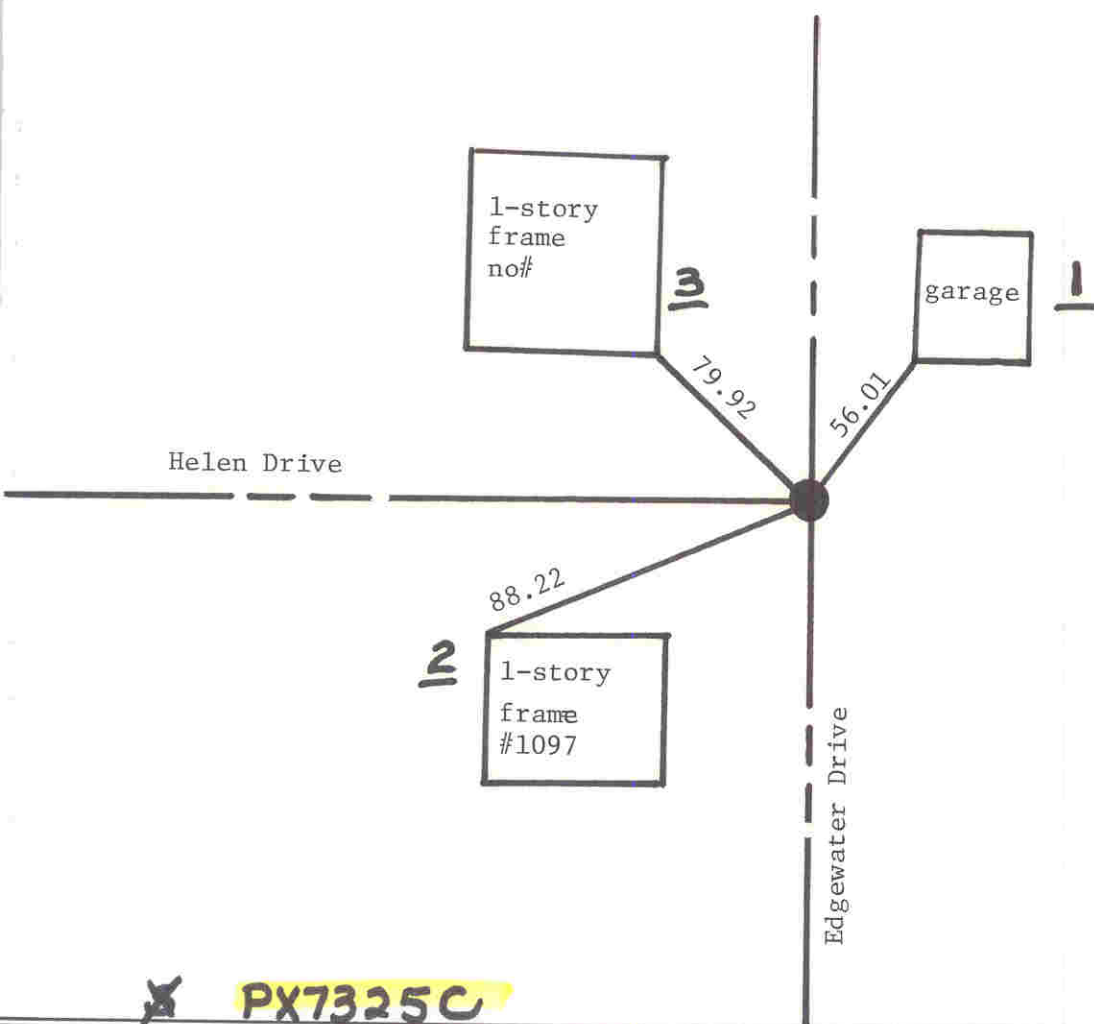 1-story
frame
no#
3
garage
1
79.92
56.01
Helen Drive
88.22
2
1-story
frame
#1097
Edgewater Drive
PX7325C